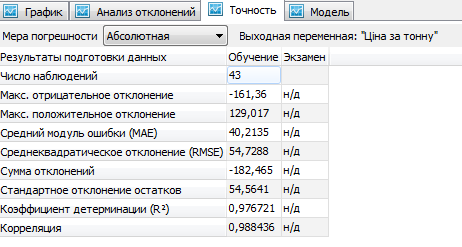 График Анализ отклонений Точность Модель
Мера погрешности Абсолютная Выходная переменная: "Ціна за тонну"
Результаты подготовки данных Обучение Экзамен
Число наблюдений 43
Макс. отрицательное отклонение -161,36 н/д
Макс. положительное отклонение 129,017 н/д
Средний модуль ошибки (MAE) 40,2135 н/д
Среднеквадратическое отклонение (RMSE) 54,7288 н/д
Сумма отклонений -182,465 н/д
Стандартное отклонение остатков 54,5641 н/д
Коэффициент детерминации (R²) 0,976721 н/д
Корреляция 0,988436 н/д